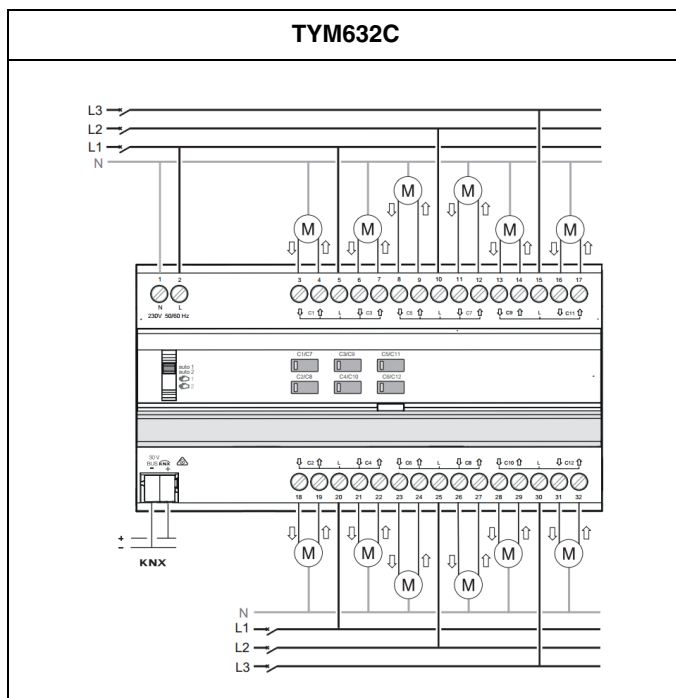 TYM632C
L3
L2
L1
N
M M
M M M M
1 2 3 4 5 6 7 8 9 10 11 12 13 14 15 16 17
N L
230V 50/60 Hz
C1 L C3 C5 L C7 C9 L C11
C1/C7 C3/C9 C5/C11
auto 1
auto 2
1
2
C2/C8 C4/C10 C6/C12
30 V
BUS KNX
- +
C2 L C4 C6 L C8 C10 L C12
18 19 20 21 22 23 24 25 26 27 28 29 30 31 32
+
–
KNX
M M M M
M M
N
L1
L2
L3